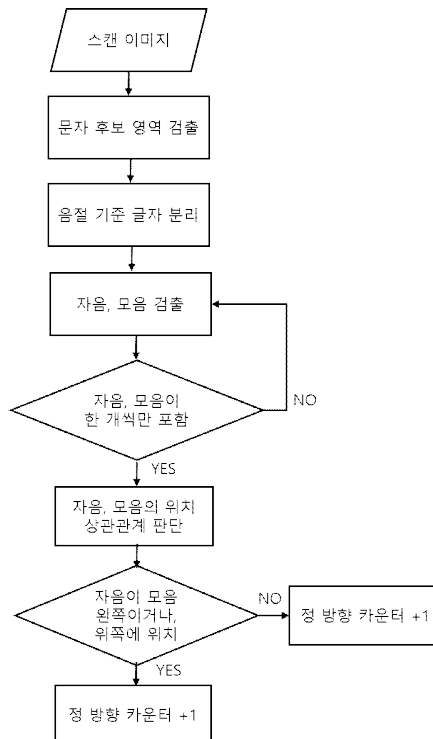 스캔 이미지
문자 후보 영역 검출
음절 기준 글자 분리
자음, 모음 검출
자음, 모음이
한 개씩만 포함
NO
YES
자음, 모음의 위치
상관관계 판단
자음이 모음
왼쪽이거나,
위쪽에 위치
NO
정 방향 카운터 +1
YES
정 방향 카운터 +1